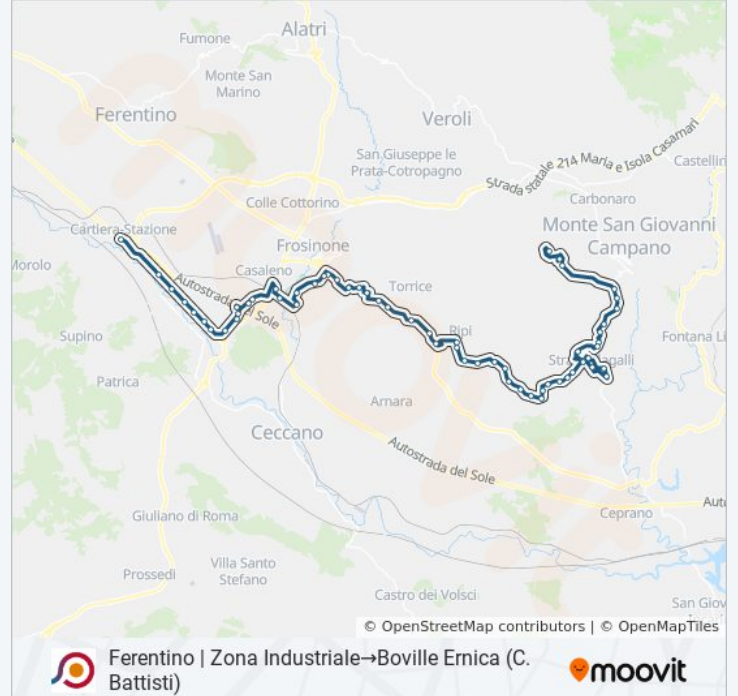 Alatri
Fumone
Monte San
Marino
Ferentino
Veroli
San Giuseppe le
Prata-Cotropagno
Strada statale 214 Maria e Isola Casamari
Castellir
Carbonaro
Colle Cottorino
Monte San Giovanni
Campano
Cartiera-Stazione
Frosinone
Casaleno
Morolo
Autostrada del Sole
Torrice
Supino
Ripi
Fontana Li
Patrica
Arnara
Ceccano
Autostrada del Sole
Aut
Ceprano
Giuliano di Roma
Villa Santo
Stefano
Prossedi
Castro dei Volsci
San Giov
© OpenStreetMap contributors | © OpenMapTiles
Ferentino | Zona Industriale→Boville Ernica (C.
Battisti)
moovit